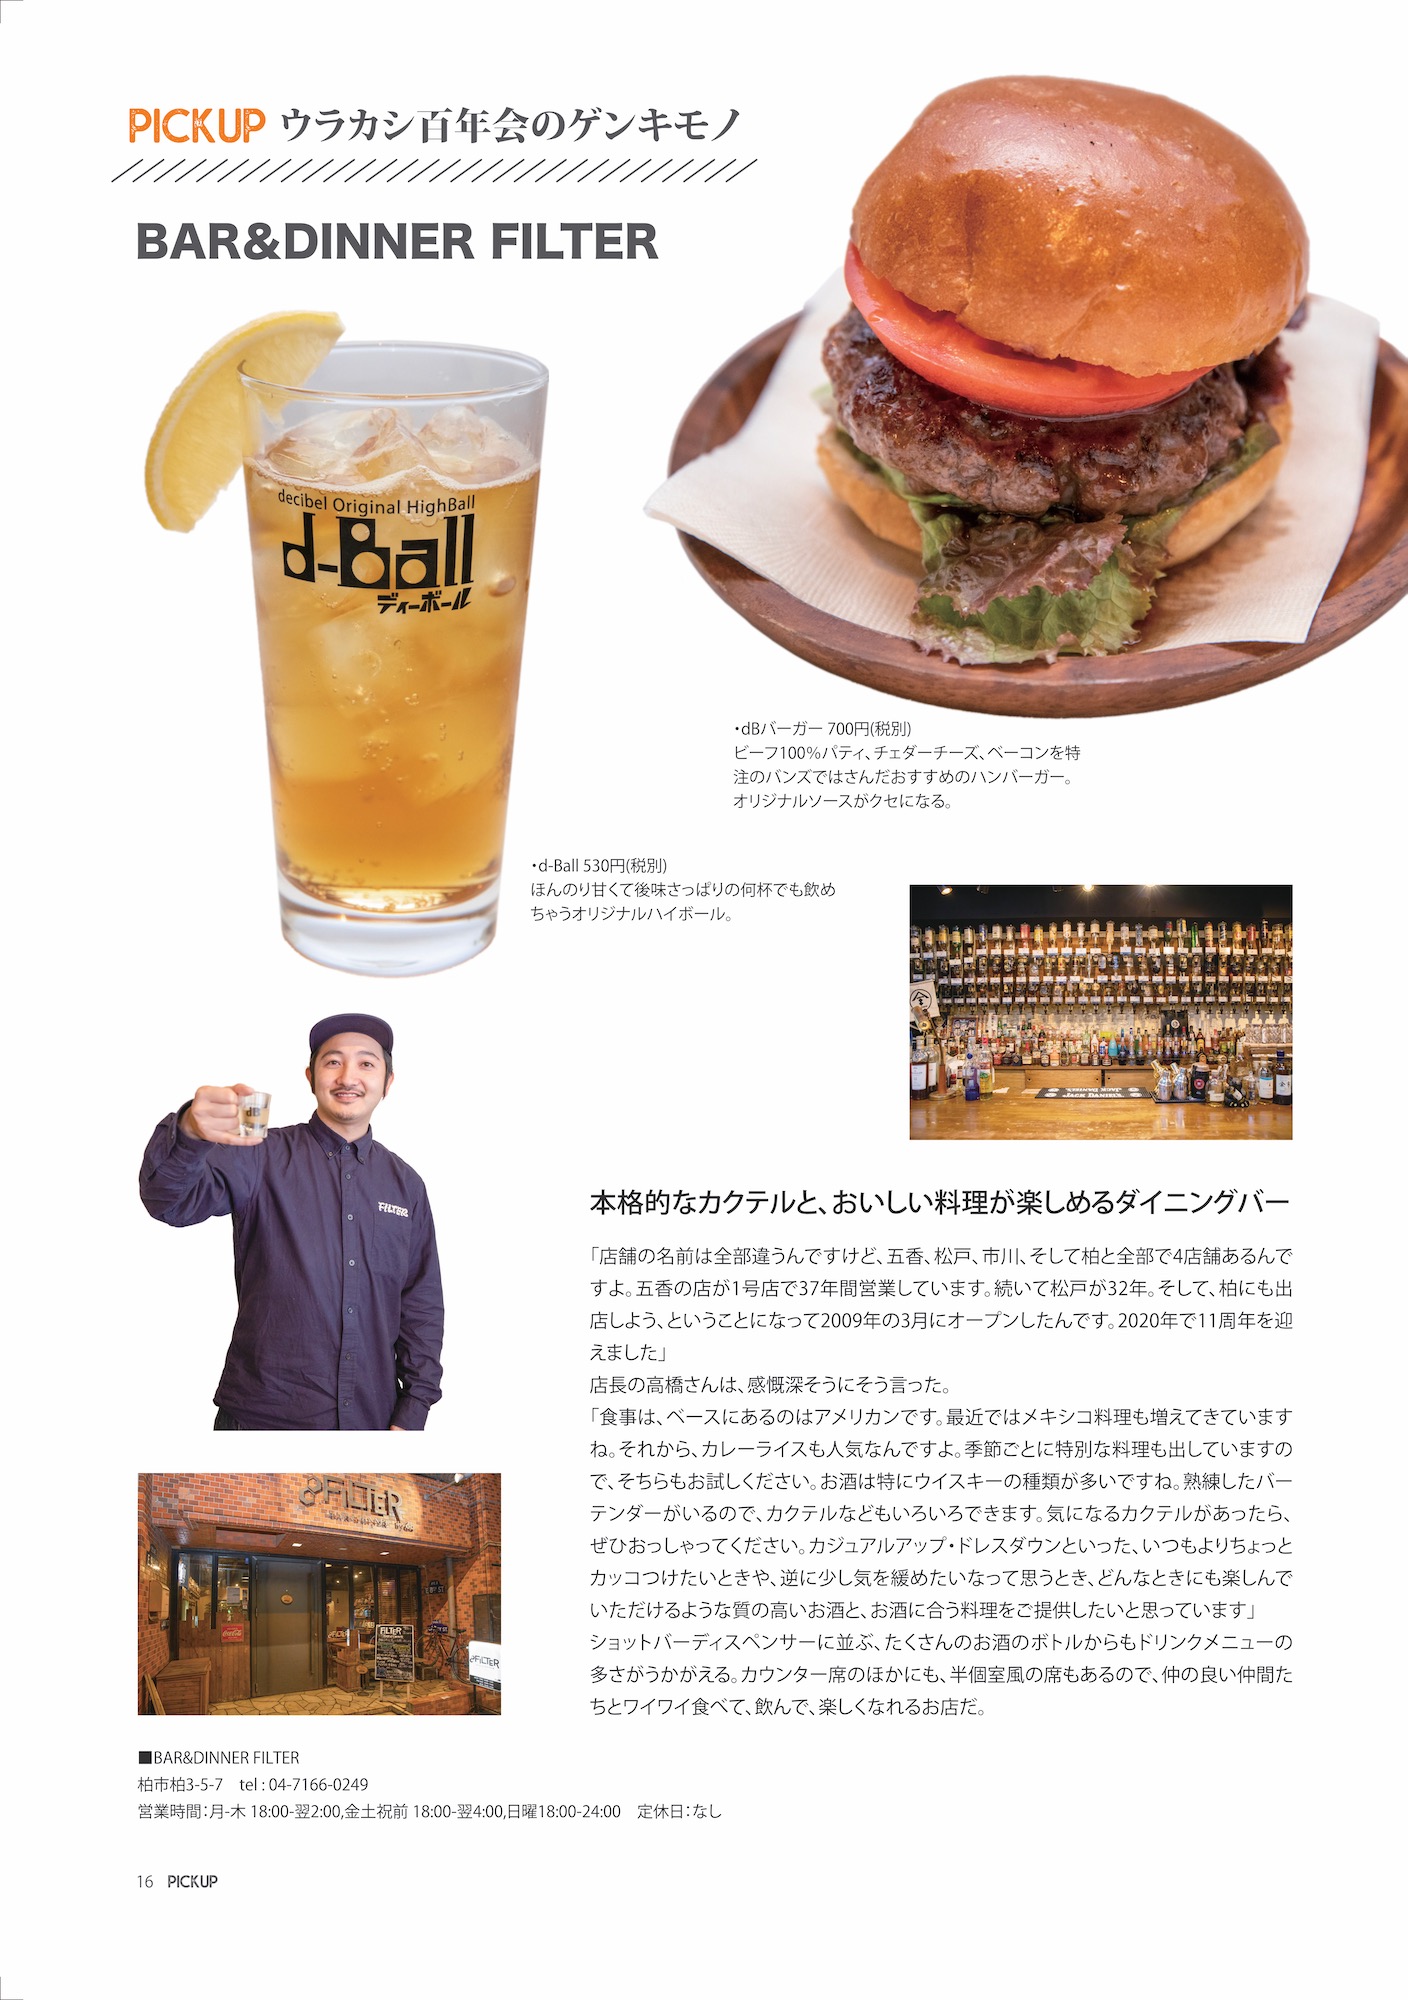 PICKUP ウラカシ百年会のゲンキモノ
BAR&DINNER FILTER
decibel Original HighBall
d-Ball
ディーボール
・dBバーガー 700円(税別)
ビーフ100%パティ、チェダーチーズ、ベーコンを特
注のバンズではさんだおすすめのハンバーガー。
オリジナルソースがクセになる。
・d-Ball 530円(税別)
ほんのり甘くて後味さっぱりの何杯でも飲め
ちゃうオリジナルハイボール。
JACK DANIEL'S
dB
FILTER
本格的なカクテルと、おいしい料理が楽しめるダイニングバー
「店舗の名前は全部違うんですけど、五香、松戸、市川、そして柏と全部で4店舗あるんで
すよ。五香の店が1号店で37年間営業しています。続いて松戸が32年。そして、柏にも出
店しよう、ということになって2009年の3月にオープンしたんです。2020年で11周年を迎
えました」
店長の高橋さんは、感慨深そうにそう言った。
「食事は、ベースにあるのはアメリカンです。最近ではメキシコ料理も増えてきています
ね。それから、カレーライスも人気なんですよ。季節ごとに特別な料理も出していますの
で、そちらもお試しください。お酒は特にウイスキーの種類が多いですね。熟練したバー
テンダーがいるので、カクテルなどもいろいろできます。気になるカクテルがあったら、
ぜひおっしゃってください。カジュアルアップ・ドレスダウンといった、いつもよりちょっと
カッコつけたいときや、逆に少し気を緩めたいなって思うとき、どんなときにも楽しんで
いただけるような質の高いお酒と、お酒に合う料理をご提供したいと思っています」
ショットバーディスペンサーに並ぶ、たくさんのお酒のボトルからもドリンクメニューの
多さがうかがえる。カウンター席のほかにも、半個室風の席もあるので、仲の良い仲間た
ちとワイワイ食べて、飲んで、楽しくなれるお店だ。
FILTER
Coca-Cola
FILTER
FILTER
■BAR&DINNER FILTER
柏市柏3-5-7　tel : 04-7166-0249
営業時間：月-木 18:00-翌2:00,金土祝前 18:00-翌4:00,日曜18:00-24:00　定休日：なし
16 PICKUP